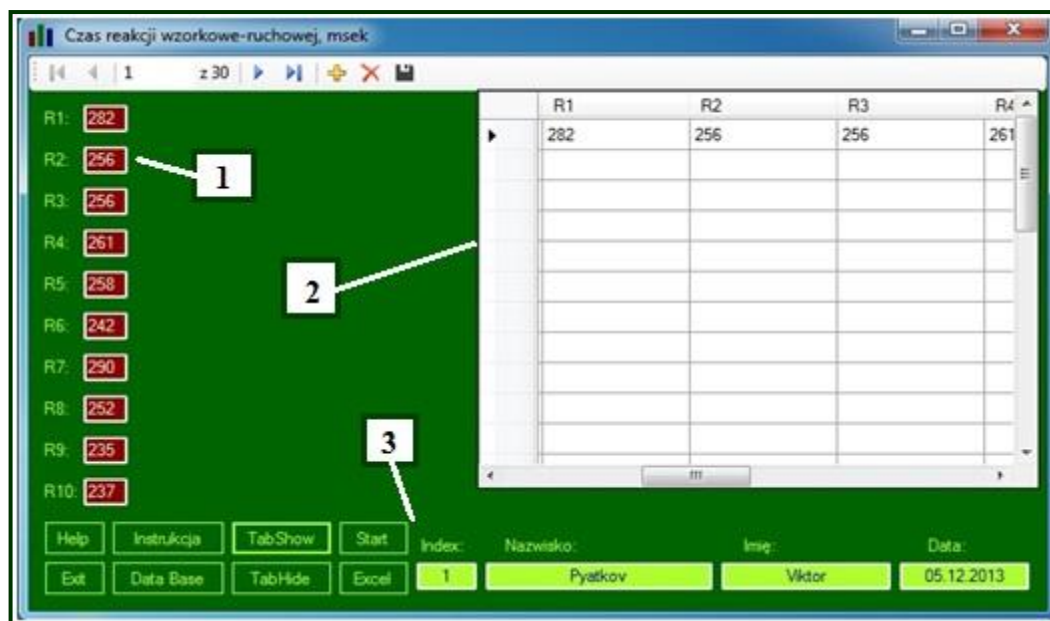 Czas reakcji wzorkowe-ruchowej, msek
1 z 30
R1: 282
R2: 256
R3: 256
R4: 261
R5: 258
R6: 242
R7: 290
R8: 252
R9: 235
R10: 237
1
2
3
R1 R2 R3 R4
282 256 256 261
Help Instrukcja TabShow Start
Exit Data Base TabHide Excel
Index: Nazwisko: Imię: Data:
1 Pyatkov Viktor 05.12.2013